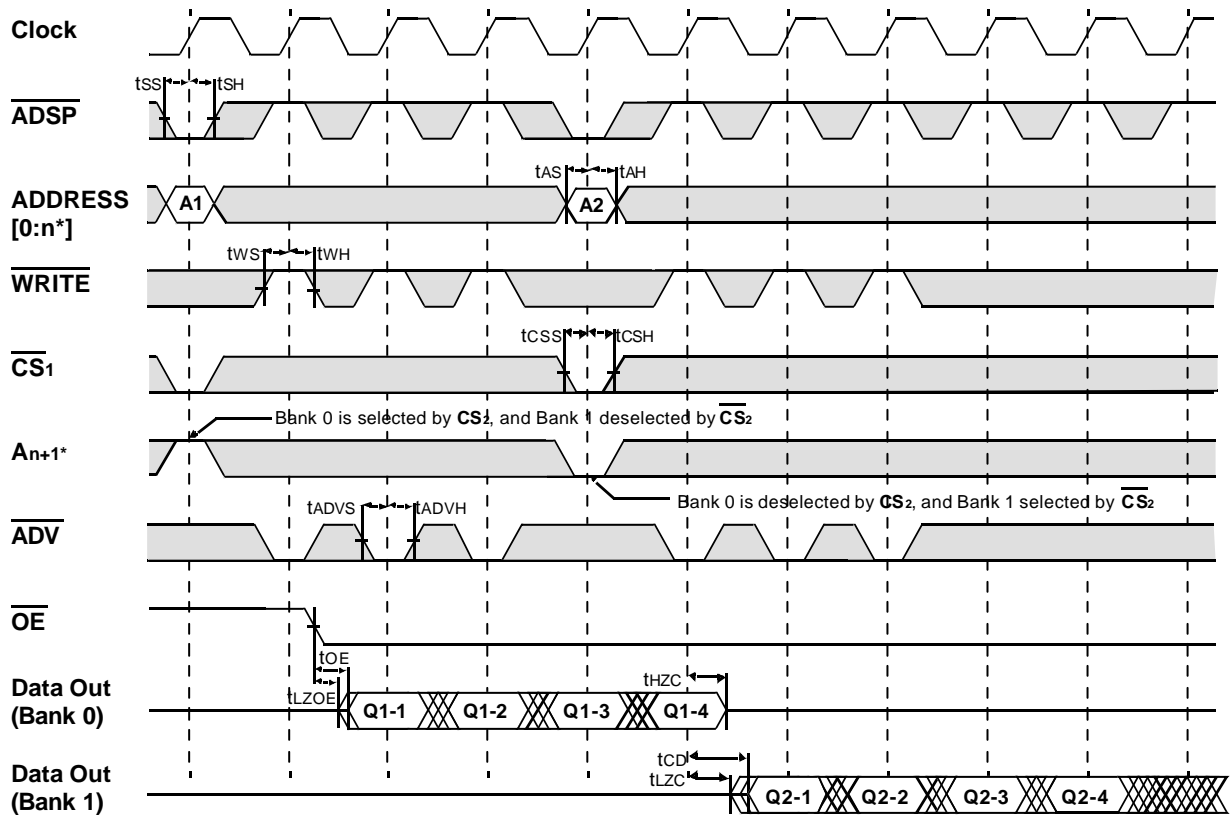 Clock
tSS tSH
ADSP
tAS tAH
ADDRESS
[0:n*]
A1 A2
tWS tWH
WRITE
tCSS tCSH
CS1
Bank 0 is selected by CS2, and Bank 1 deselected by CS2
An+1*
Bank 0 is deselected by CS2, and Bank 1 selected by CS2
tADVS tADVH
ADV
OE
tOE
tLZOE
tHZC
Data Out
(Bank 0)
Q1-1 Q1-2 Q1-3 Q1-4
tCD
tLZC
Data Out
(Bank 1)
Q2-1 Q2-2 Q2-3 Q2-4